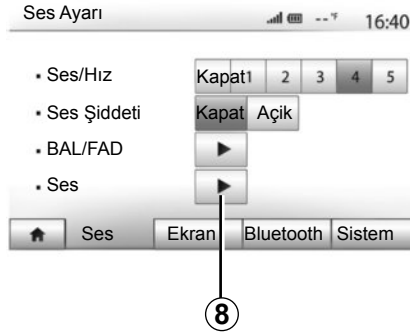 Ses Ayarı --°F 16:40
Ses/Hız Kapat 1 2 3 4 5
Ses Şiddeti Kapat Açik
BAL/FAD
Ses
Ses Ekran Bluetooth Sistem
8